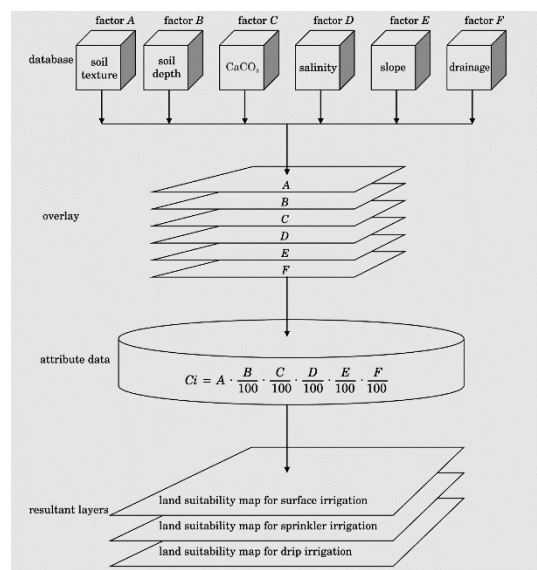 factor A factor B factor C factor D factor E factor F
database
soil texture
soil depth
CaCO₃
salinity
slope
drainage
overlay
A
B
C
D
E
F
attribute data
Ci = A · B/100 · C/100 · D/100 · E/100 · F/100
resultant layers
land suitability map for surface irrigation
land suitability map for sprinkler irrigation
land suitability map for drip irrigation